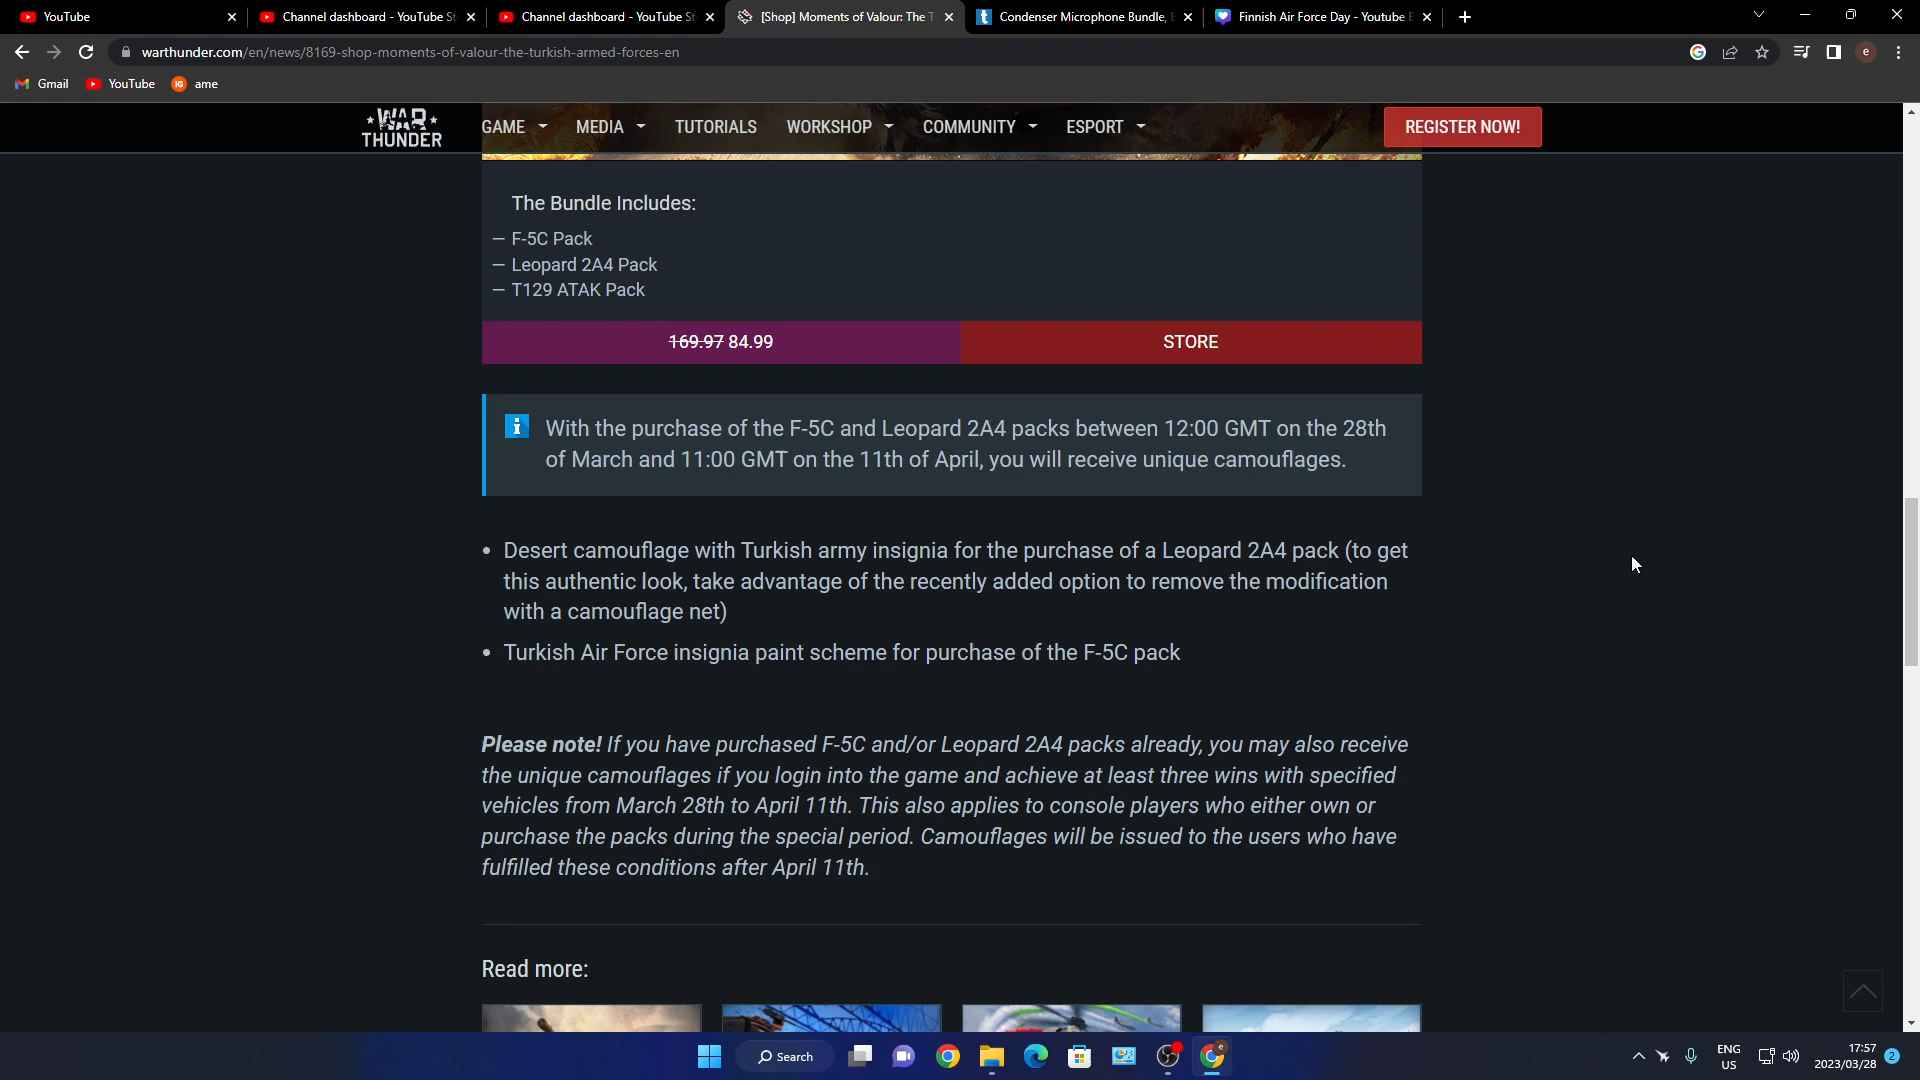 YouTube
Channel dashboard - YouTube St
Channel dashboard - YouTube St
[Shop] Moments of Valour: The T
Condenser Microphone Bundle,
Finnish Air Force Day - Youtube
warthunder.com/en/news/8169-shop-moments-of-valour-the-turkish-armed-forces-en
Gmail
YouTube
ame
WAR THUNDER
GAME
MEDIA
TUTORIALS
WORKSHOP
COMMUNITY
ESPORT
REGISTER NOW!
The Bundle Includes:
— F-5C Pack
— Leopard 2A4 Pack
— T129 ATAK Pack
169.97 84.99
STORE
With the purchase of the F-5C and Leopard 2A4 packs between 12:00 GMT on the 28th
of March and 11:00 GMT on the 11th of April, you will receive unique camouflages.
• Desert camouflage with Turkish army insignia for the purchase of a Leopard 2A4 pack (to get
this authentic look, take advantage of the recently added option to remove the modification
with a camouflage net)
• Turkish Air Force insignia paint scheme for purchase of the F-5C pack
Please note! If you have purchased F-5C and/or Leopard 2A4 packs already, you may also receive
the unique camouflages if you login into the game and achieve at least three wins with specified
vehicles from March 28th to April 11th. This also applies to console players who either own or
purchase the packs during the special period. Camouflages will be issued to the users who have
fulfilled these conditions after April 11th.
Read more:
Search
ENG
US
17:57
2023/03/28
2